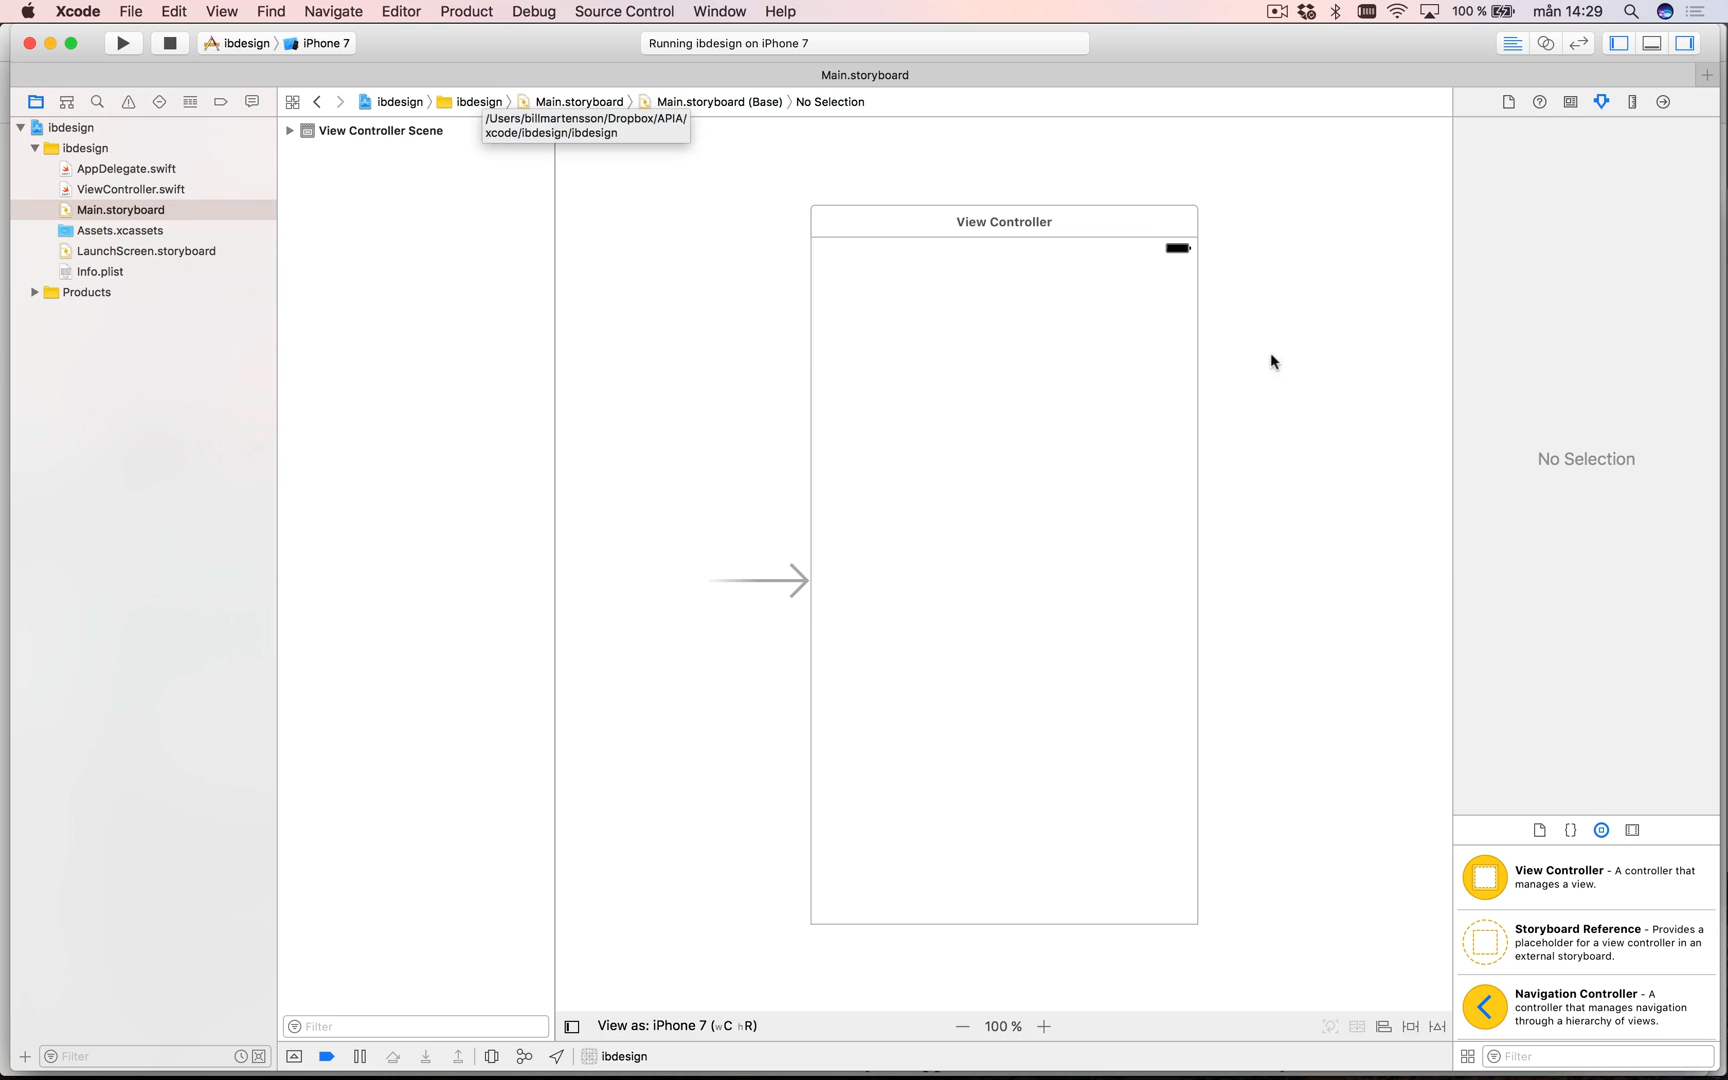 Xcode File Edit View Find Navigate Editor Product Debug Source Control Window Help 100 % mån 14:29
ibdesign iPhone 7 Running ibdesign on iPhone 7
Main.storyboard
ibdesign ibdesign Main.storyboard Main.storyboard (Base) No Selection
/Users/billmartensson/Dropbox/APIA/
xcode/ibdesign/ibdesign
ibdesign
ibdesign
AppDelegate.swift
ViewController.swift
Main.storyboard
Assets.xcassets
LaunchScreen.storyboard
Info.plist
Products
View Controller Scene
View Controller
No Selection
View Controller - A controller that
manages a view.
Storyboard Reference - Provides a
placeholder for a view controller in an
external storyboard.
Navigation Controller - A
controller that manages navigation
through a hierarchy of views.
Filter
View as: iPhone 7 (wC hR)
100 %
Filter
ibdesign
Filter